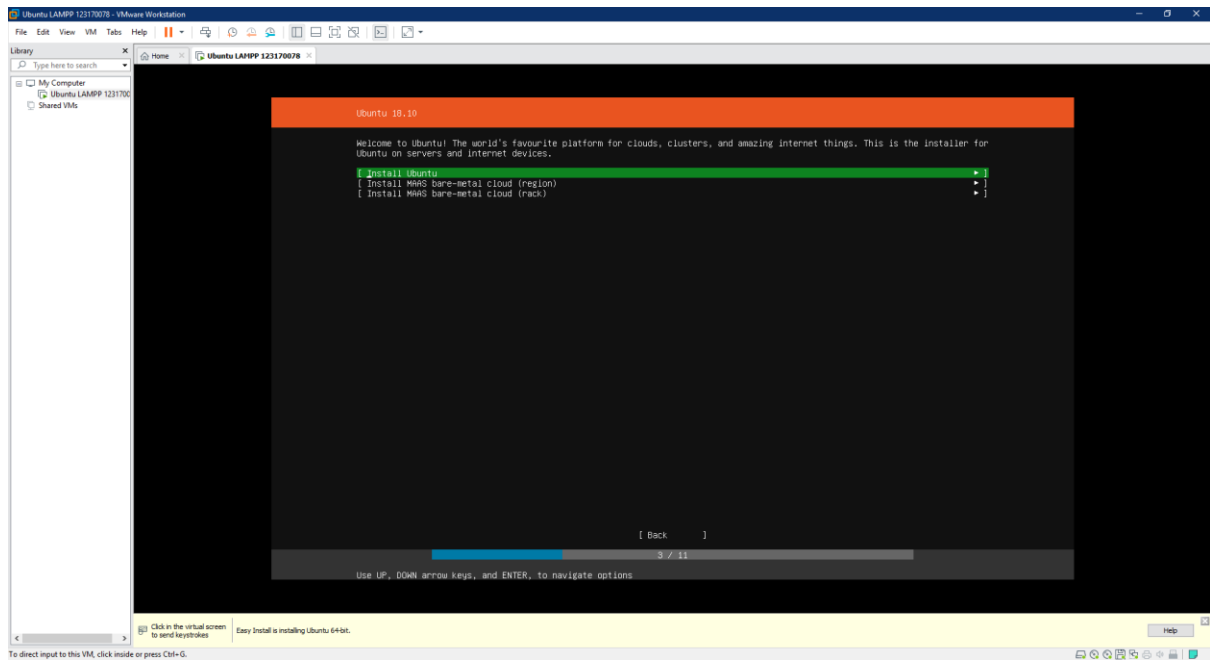 Ubuntu LAMPP 123170078 - VMware Workstation
File Edit View VM Tabs Help
Library
Type here to search
My Computer
Ubuntu LAMPP 1231700
Shared VMs
Home
Ubuntu LAMPP 123170078
Ubuntu 18.10
Welcome to Ubuntu! The world's favourite platform for clouds, clusters, and amazing internet things. This is the installer for
Ubuntu on servers and internet devices.
[ Install Ubuntu ► ]
[ Install MAAS bare-metal cloud (region) ► ]
[ Install MAAS bare-metal cloud (rack) ► ]
[ Back ]
3 / 11
Use UP, DOWN arrow keys, and ENTER, to navigate options
Click in the virtual screen
to send keystrokes
Easy Install is installing Ubuntu 64-bit.
Help
To direct input to this VM, click inside or press Ctrl+G.